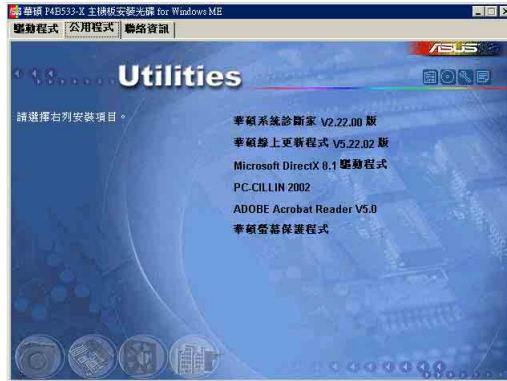 華碩 P4B533-X 主機板安裝光碟 for Windows ME
驅動程式 公用程式 聯絡資訊
ASUS
Utilities
請選擇右列安裝項目。
華碩系統診斷家 V2.22.00 版
華碩線上更新程式 V5.22.02 版
Microsoft DirectX 8.1 驅動程式
PC-CILLIN 2002
ADOBE Acrobat Reader V5.0
華碩螢幕保護程式